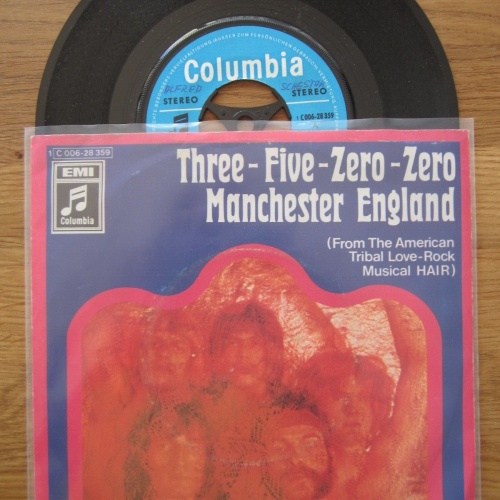 Columbia
STEREO
STEREO
1 C 006-28 359
1 C 006-28 359
EMI
Columbia
Three-Five-Zero-Zero
Manchester England
(From The American
Tribal Love-Rock
Musical HAIR)